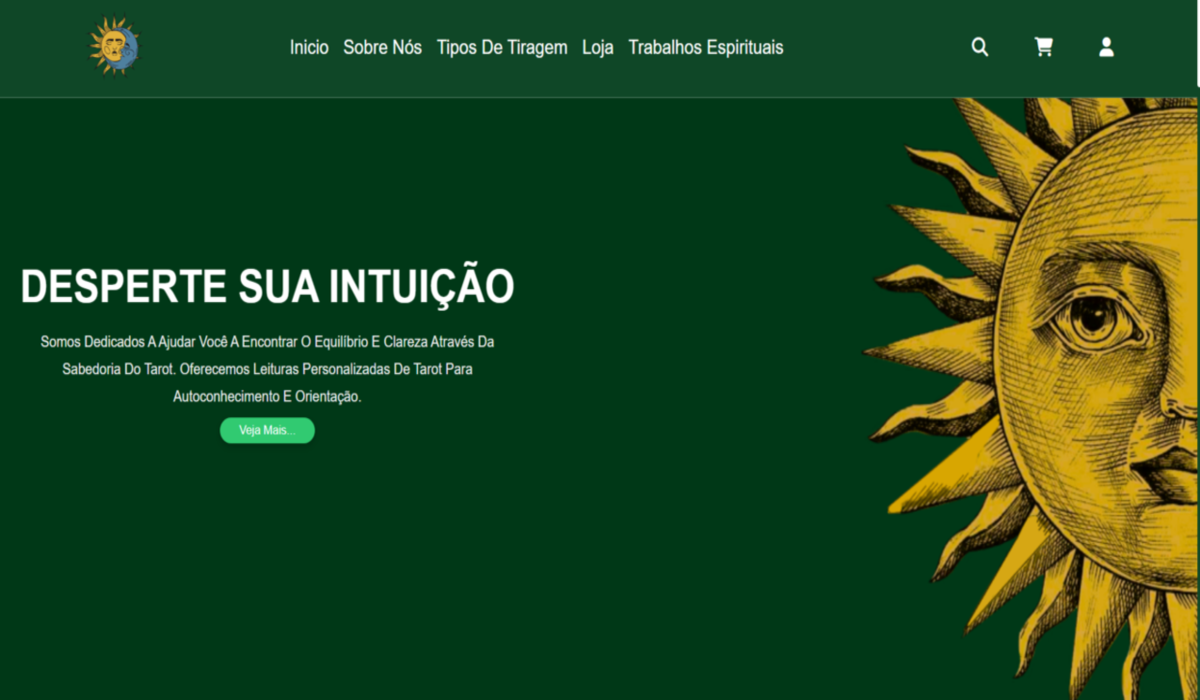 Inicio Sobre Nós Tipos De Tiragem Loja Trabalhos Espirituais
DESPERTE SUA INTUIÇÃO
Somos Dedicados A Ajudar Você A Encontrar O Equilíbrio E Clareza Através Da
Sabedoria Do Tarot. Oferecemos Leituras Personalizadas De Tarot Para
Autoconhecimento E Orientação.
Veja Mais...